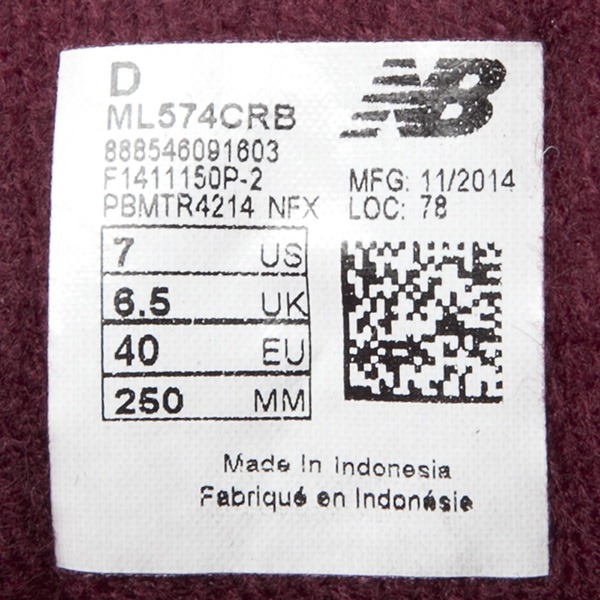 D
NB
ML574CRB
888546091603
F1411150P-2
MFG: 11/2014
PBMTR4214 NFX
LOC: 78
7 US
6.5 UK
40 EU
250 MM
Made In Indonesia
Fabriqué en Indonésie